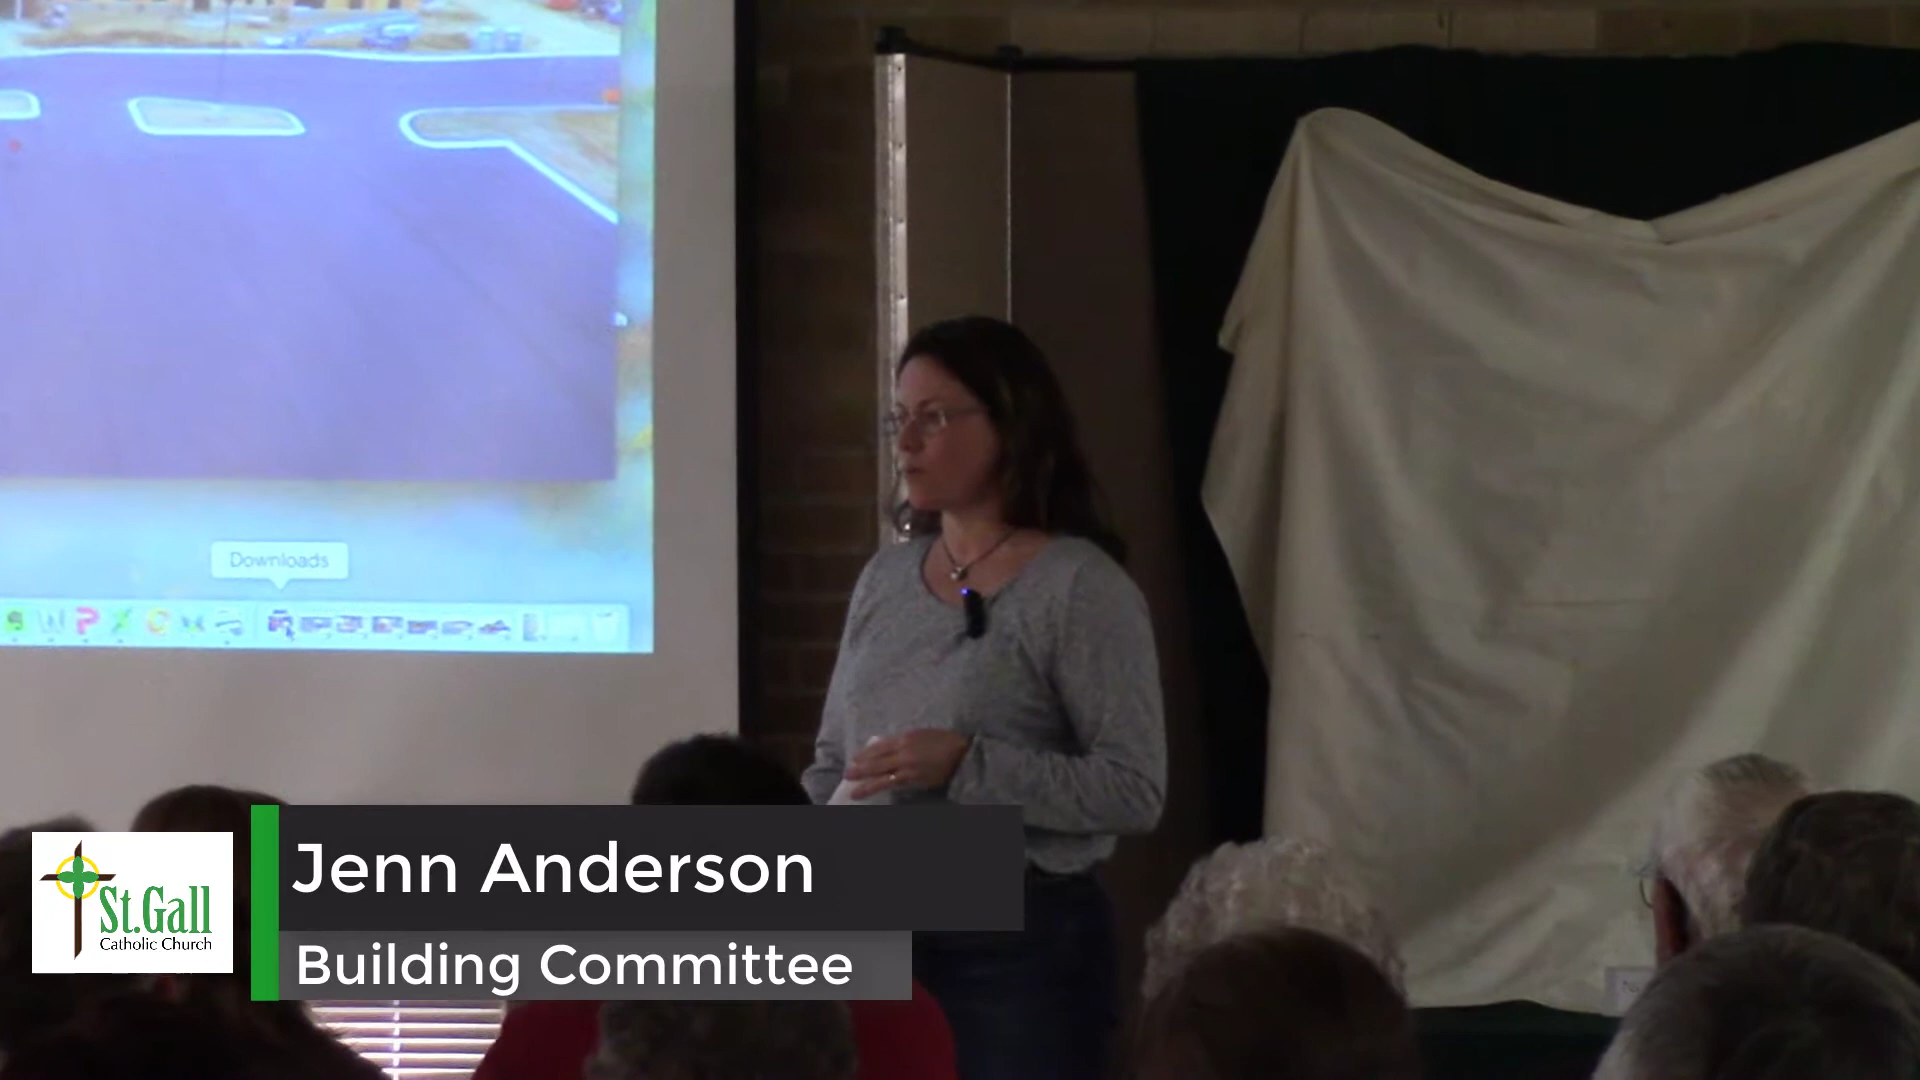 Downloads
Jenn Anderson
St.Gall
Catholic Church
Building Committee